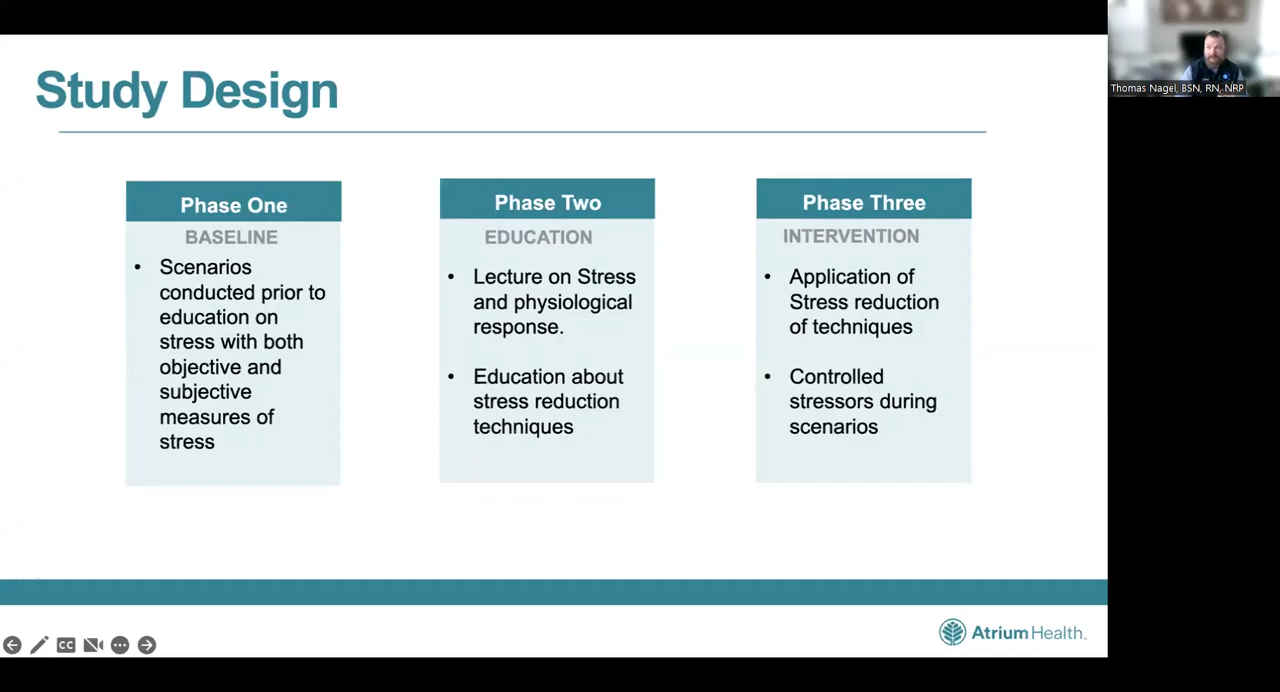 Study Design
Phase One
BASELINE
• Scenarios
conducted prior to
education on
stress with both
objective and
subjective
measures of
stress
Phase Two
EDUCATION
• Lecture on Stress
and physiological
response.
• Education about
stress reduction
techniques
Phase Three
INTERVENTION
• Application of
Stress reduction
of techniques
• Controlled
stressors during
scenarios
Thomas Nagel, BSN, RN, NRP
CC
Atrium Health.